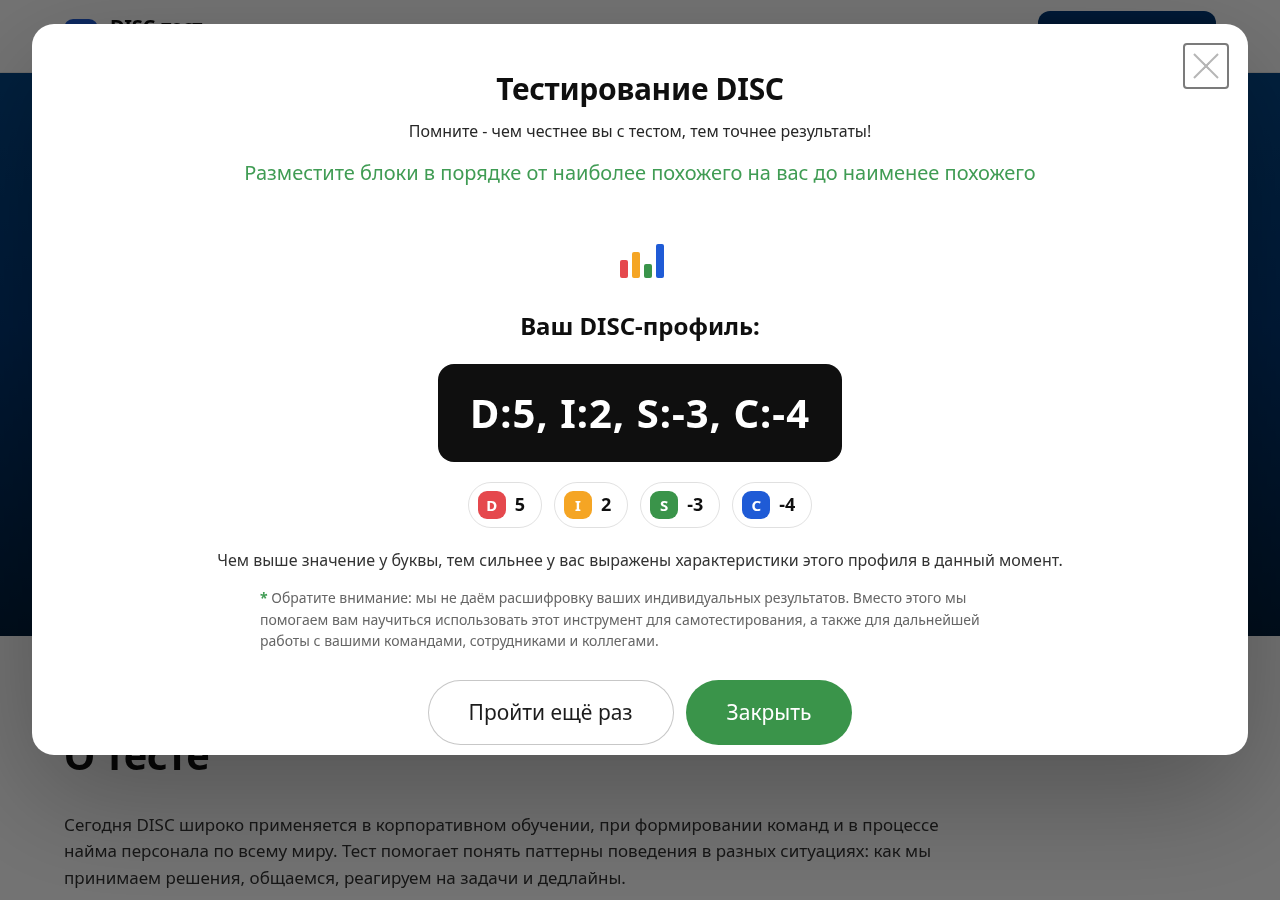 DISC тест
Тестирование DISC
Помните - чем честнее вы с тестом, тем точнее результаты!
Разместите блоки в порядке от наиболее похожего на вас до наименее похожего
Ваш DISC-профиль:
D:5, I:2, S:-3, C:-4
D 5 I 2 S -3 C -4
Чем выше значение у буквы, тем сильнее у вас выражены характеристики этого профиля в данный момент.
* Обратите внимание: мы не даём расшифровку ваших индивидуальных результатов. Вместо этого мы
помогаем вам научиться использовать этот инструмент для самотестирования, а также для дальнейшей
работы с вашими командами, сотрудниками и коллегами.
Пройти ещё раз Закрыть
О тесте
Сегодня DISC широко применяется в корпоративном обучении, при формировании команд и в процессе
найма персонала по всему миру. Тест помогает понять паттерны поведения в разных ситуациях: как мы
принимаем решения, общаемся, реагируем на задачи и дедлайны.